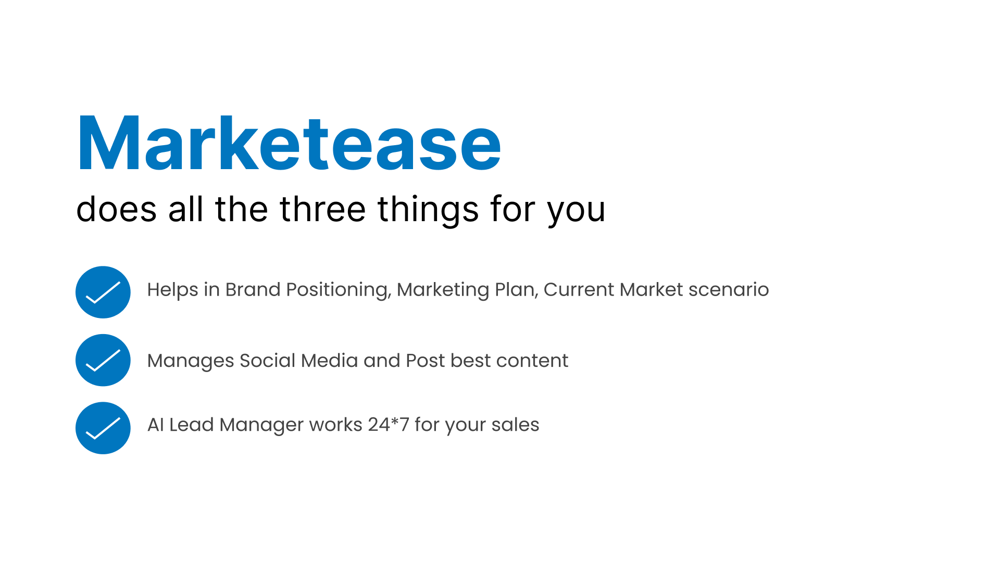 Marketease
does all the three things for you
Helps in Brand Positioning, Marketing Plan, Current Market scenario
Manages Social Media and Post best content
AI Lead Manager works 24*7 for your sales